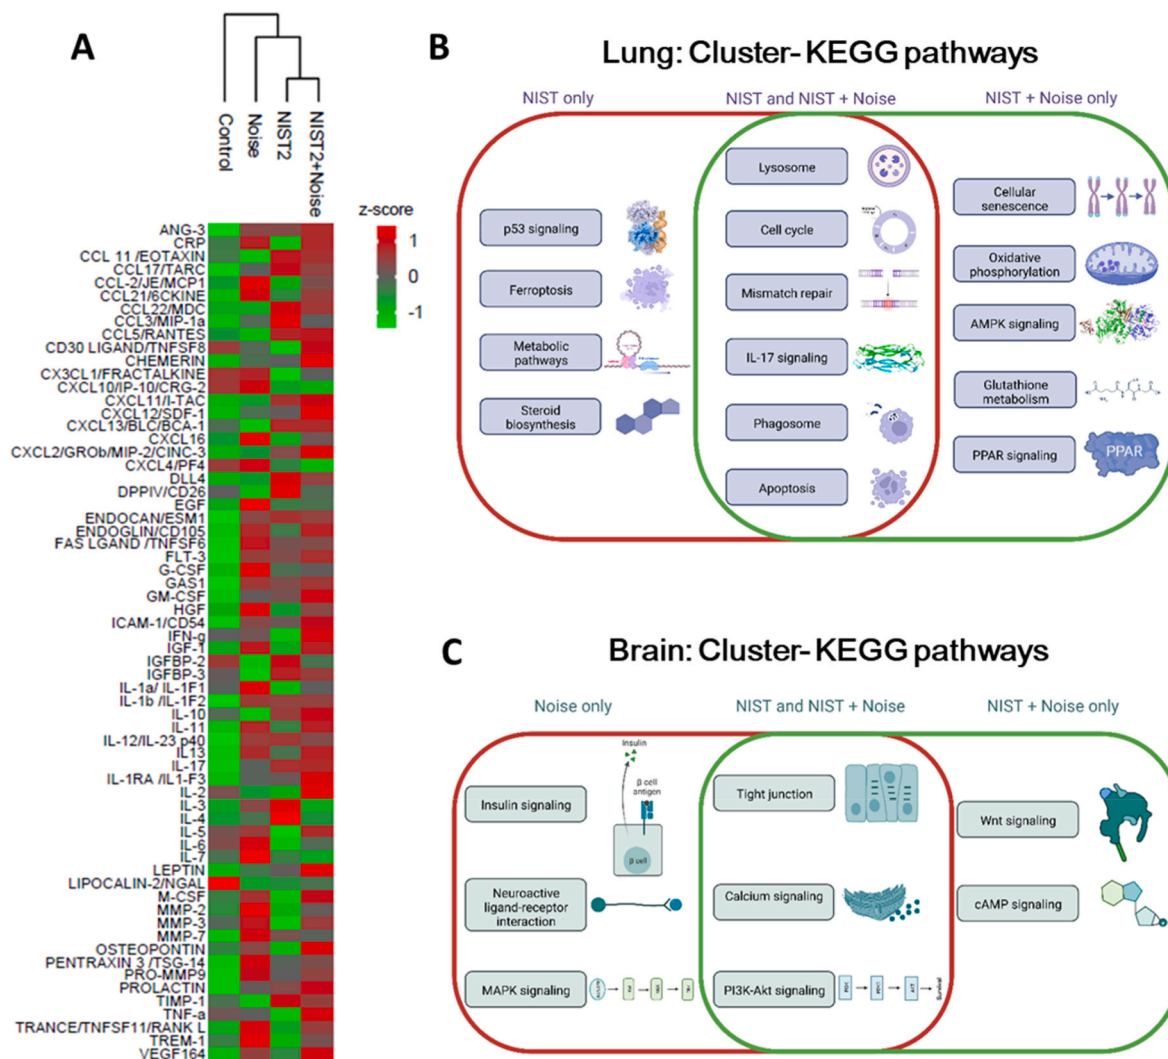 A
Control
Noise
NIST2
NIST2+Noise
z-score
1
0
-1
ANG-3
CRP
CCL 11 /EOTAXIN
CCL17/TARC
CCL-2/JE/MCP1
CCL21/6CKINE
CCL22/MDC
CCL3/MIP-1a
CCL5/RANTES
CD30 LIGAND/TNFSF8
CHEMERIN
CX3CL1/FRACTALKINE
CXCL10/IP-10/CRG-2
CXCL11/I-TAC
CXCL12/SDF-1
CXCL13/BLC/BCA-1
CXCL16
CXCL2/GROb/MIP-2/CINC-3
CXCL4/PF4
DLL4
DPPIV/CD26
EGF
ENDOCAN/ESM1
ENDOGLIN/CD105
FAS LGAND /TNFSF6
FLT-3
G-CSF
GAS1
GM-CSF
HGF
ICAM-1/CD54
IFN-g
IGF-1
IGFBP-2
IGFBP-3
IL-1a/ IL-1F1
IL-1b /IL-1F2
IL-10
IL-11
IL-12/IL-23 p40
IL13
IL-17
IL-1RA /IL1-F3
IL-2
IL-3
IL-4
IL-5
IL-6
IL-7
LEPTIN
LIPOCALIN-2/NGAL
M-CSF
MMP-2
MMP-3
MMP-7
OSTEOPONTIN
PENTRAXIN 3 /TSG-14
PRO-MMP9
PROLACTIN
TIMP-1
TNF-a
TRANCE/TNFSF11/RANK L
TREM-1
VEGF164
B
Lung: Cluster-KEGG pathways
NIST only
NIST and NIST + Noise
NIST + Noise only
p53 signaling
Ferroptosis
Metabolic
pathways
Steroid
biosynthesis
Lysosome
Cell cycle
Mismatch repair
IL-17 signaling
Phagosome
Apoptosis
Cellular
senescence
Oxidative
phosphorylation
AMPK signaling
Glutathione
metabolism
PPAR signaling
PPAR
C
Brain: Cluster-KEGG pathways
Noise only
NIST and NIST + Noise
NIST + Noise only
Insulin
β cell
antigen
β cell
Insulin signaling
Neuroactive
ligand-receptor
interaction
MAPK signaling
Tight junction
Calcium signaling
PI3K-Akt signaling
Survival
Wnt signaling
cAMP signaling